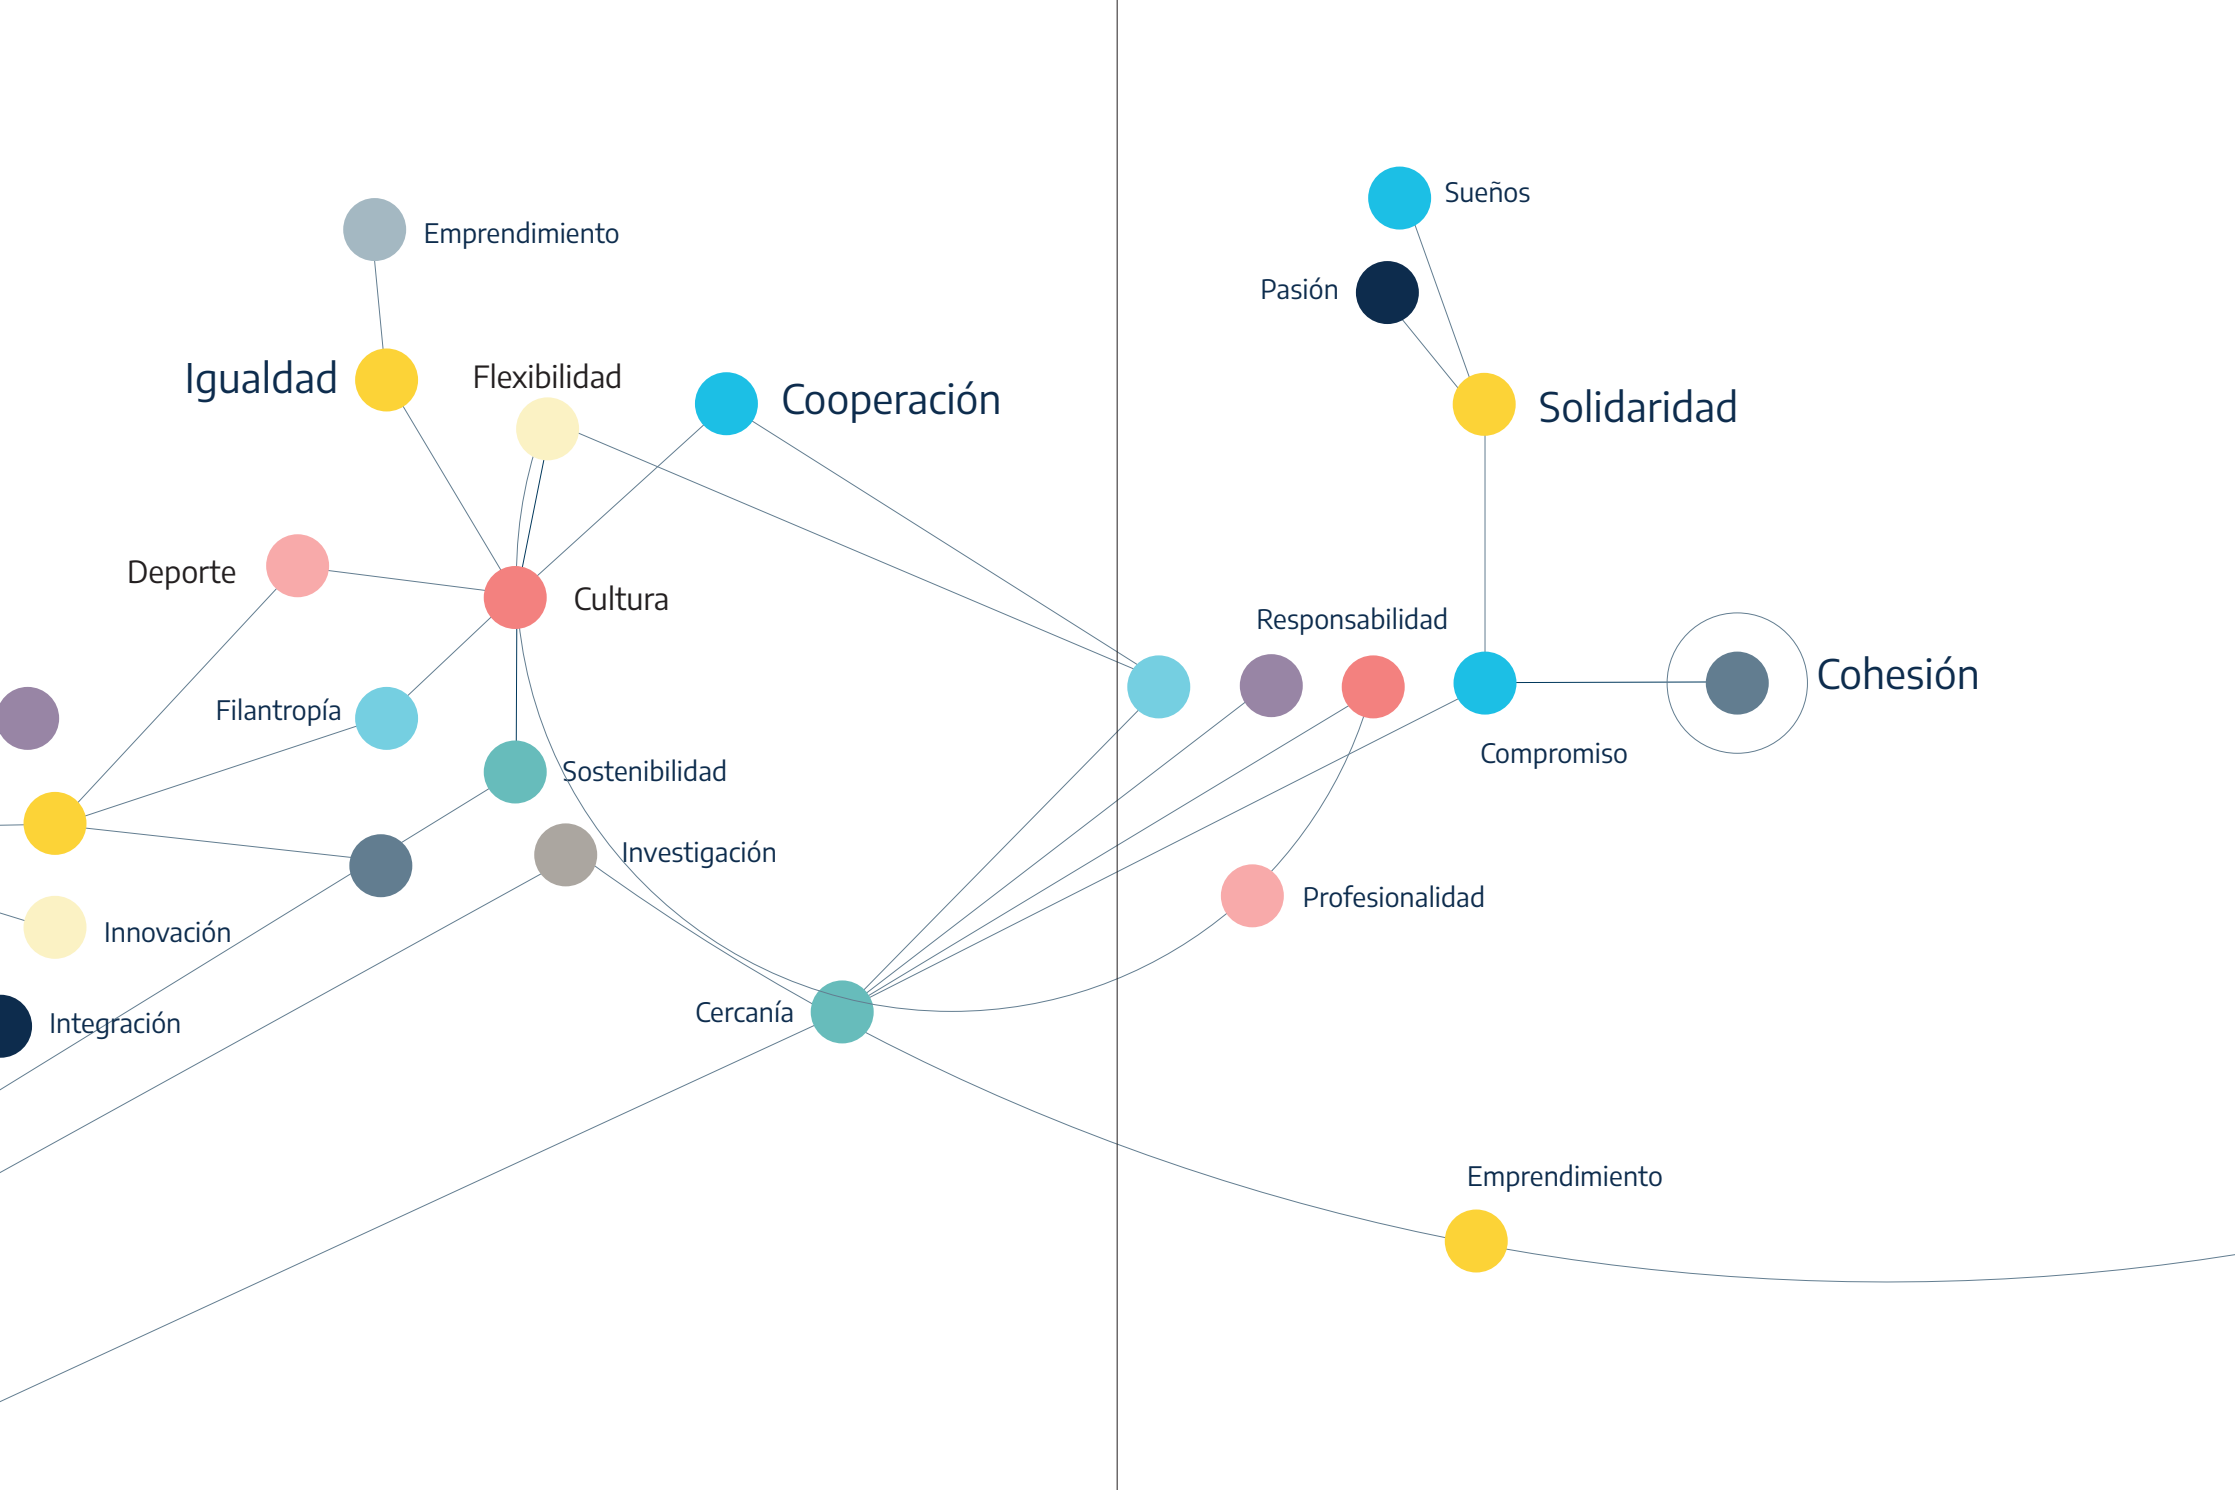 Emprendimiento
Igualdad
Flexibilidad
Cooperación
Deporte
Cultura
Filantropía
Sostenibilidad
Investigación
Innovación
Integración
Cercanía
Sueños
Pasión
Solidaridad
Responsabilidad
Cohesión
Compromiso
Profesionalidad
Emprendimiento